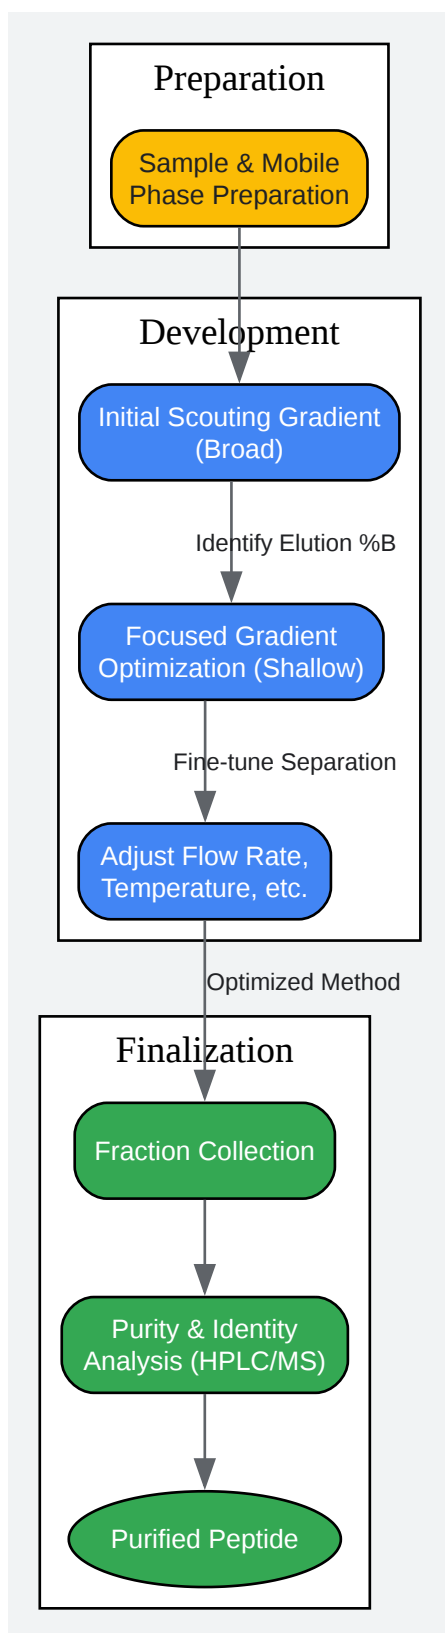 Preparation
Sample & Mobile
Phase Preparation
Development
Initial Scouting Gradient
(Broad)
Identify Elution %B
Focused Gradient
Optimization (Shallow)
Fine-tune Separation
Adjust Flow Rate,
Temperature, etc.
Optimized Method
Finalization
Fraction Collection
Purity & Identity
Analysis (HPLC/MS)
Purified Peptide